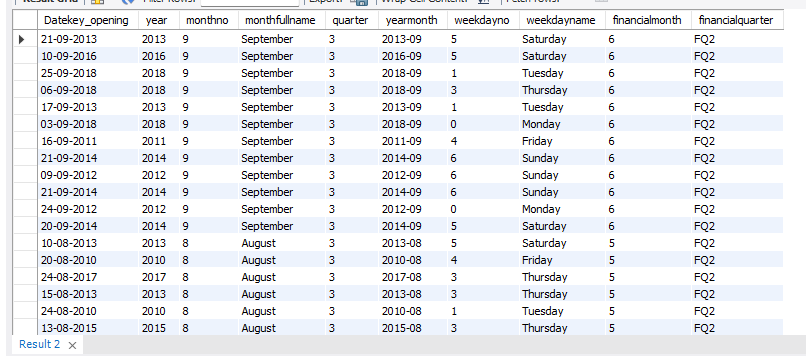 Result Grid Filter Rows: Export: Wrap Cell Content: Fetch rows:
Datekey_opening year monthno monthfullname quarter yearmonth weekdayno weekdayname financialmonth financialquarter
21-09-2013 2013 9 September 3 2013-09 5 Saturday 6 FQ2
10-09-2016 2016 9 September 3 2016-09 5 Saturday 6 FQ2
25-09-2018 2018 9 September 3 2018-09 1 Tuesday 6 FQ2
06-09-2018 2018 9 September 3 2018-09 3 Thursday 6 FQ2
17-09-2013 2018 9 September 3 2013-09 1 Tuesday 6 FQ2
03-09-2018 2018 9 September 3 2018-09 0 Monday 6 FQ2
16-09-2011 2011 9 September 3 2011-09 4 Friday 6 FQ2
21-09-2014 2014 9 September 3 2014-09 6 Sunday 6 FQ2
09-09-2012 2012 9 September 3 2012-09 6 Sunday 6 FQ2
21-09-2014 2014 9 September 3 2014-09 6 Sunday 6 FQ2
24-09-2012 2012 9 September 3 2012-09 0 Monday 6 FQ2
20-09-2014 2014 9 September 3 2014-09 5 Saturday 6 FQ2
10-08-2013 2013 8 August 3 2013-08 5 Saturday 5 FQ2
20-08-2010 2010 8 August 3 2010-08 4 Friday 5 FQ2
24-08-2017 2017 8 August 3 2017-08 3 Thursday 5 FQ2
15-08-2013 2013 8 August 3 2013-08 3 Thursday 5 FQ2
24-08-2010 2010 8 August 3 2010-08 1 Tuesday 5 FQ2
13-08-2015 2015 8 August 3 2015-08 3 Thursday 5 FQ2
Result 2